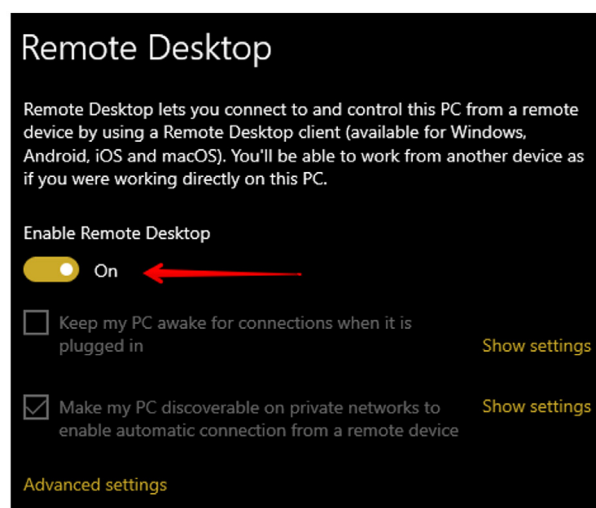 Remote Desktop
Remote Desktop lets you connect to and control this PC from a remote
device by using a Remote Desktop client (available for Windows,
Android, iOS and macOS). You'll be able to work from another device as
if you were working directly on this PC.
Enable Remote Desktop
On
Keep my PC awake for connections when it is
plugged in
Show settings
Make my PC discoverable on private networks to
enable automatic connection from a remote device
Show settings
Advanced settings